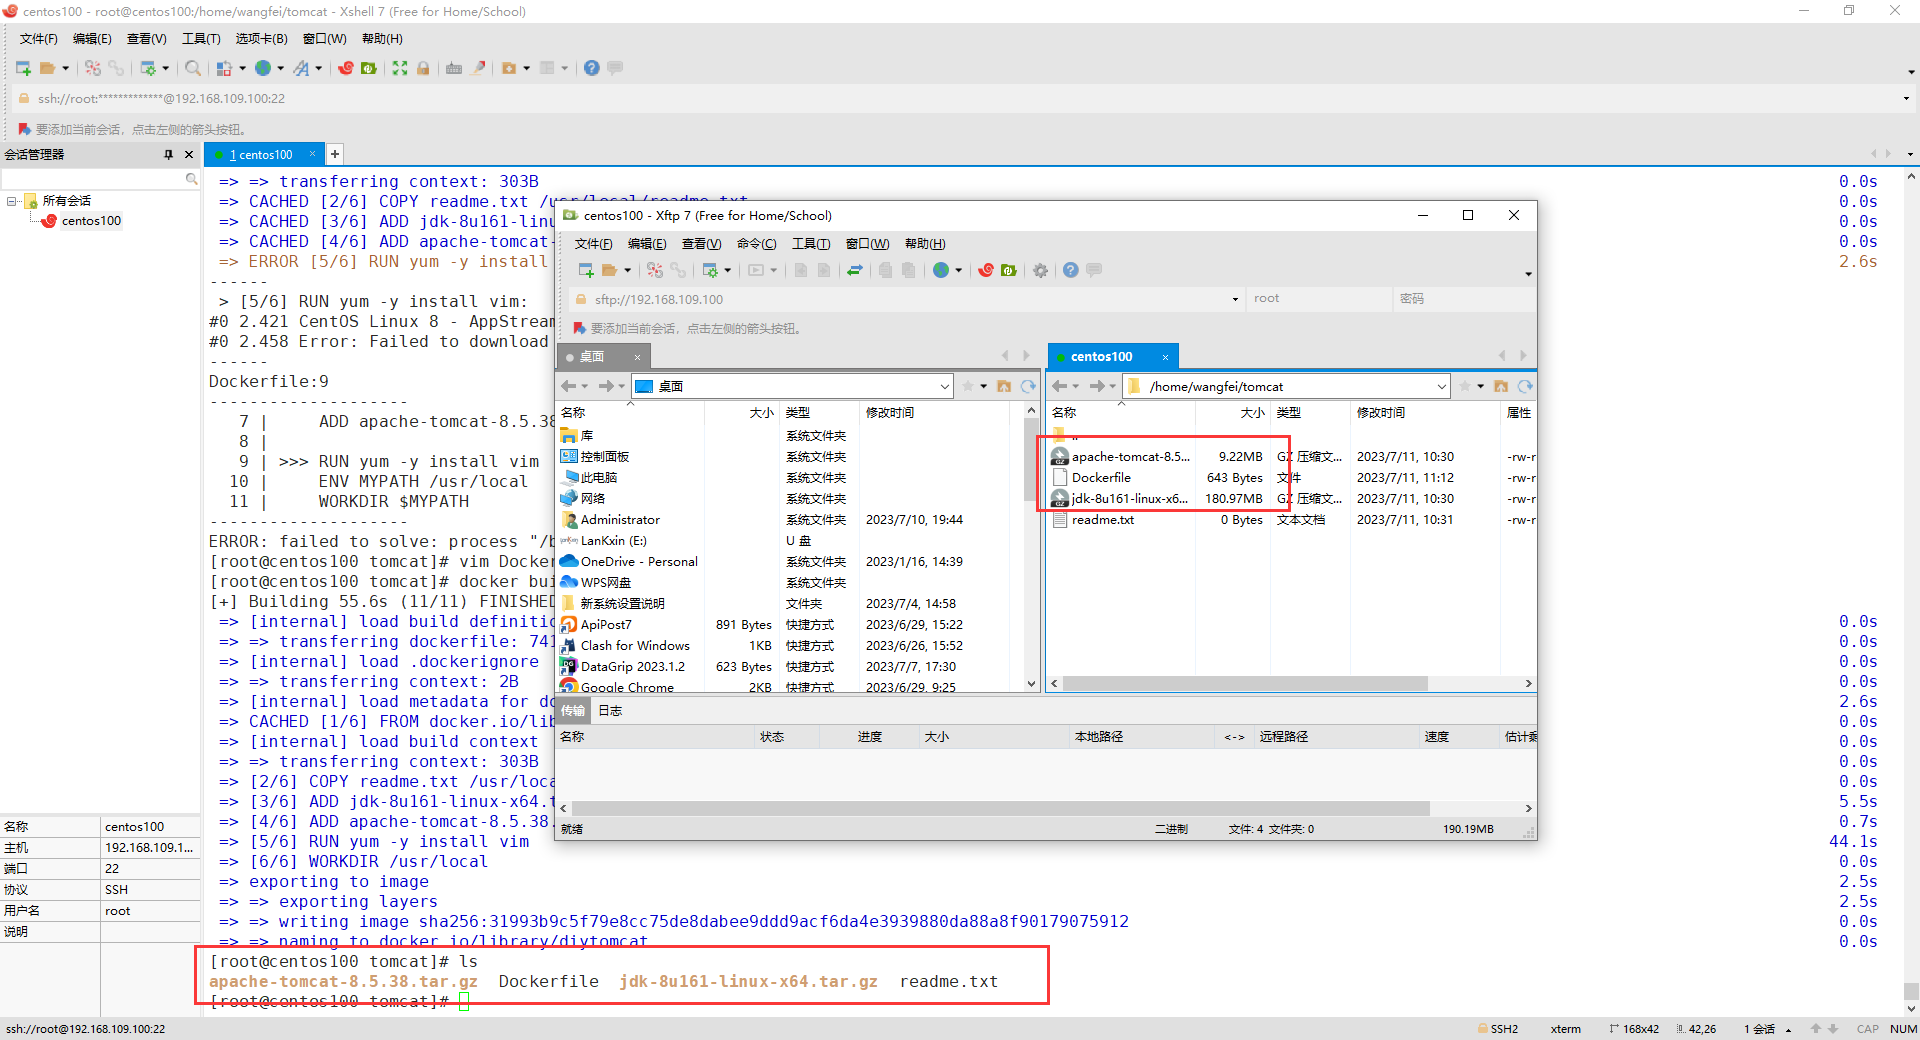 centos100 - root@centos100:/home/wangfei/tomcat - Xshell 7 (Free for Home/School)
文件(F) 编辑(E) 查看(V) 工具(T) 选项卡(B) 窗口(W) 帮助(H)
ssh://root:*************@192.168.109.100:22
要添加当前会话，点击左侧的箭头按钮。
会话管理器
1 centos100
所有会话
centos100
名称 centos100
主机 192.168.109.1...
端口 22
协议 SSH
用户名 root
说明
=> => transferring context: 303B 0.0s
=> CACHED [2/6] COPY readme.txt /usr/local/readme.txt 0.0s
=> CACHED [3/6] ADD jdk-8u161-linu 0.0s
=> CACHED [4/6] ADD apache-tomcat- 0.0s
=> ERROR [5/6] RUN yum -y install 2.6s
------
> [5/6] RUN yum -y install vim:
#0 2.421 CentOS Linux 8 - AppStream
#0 2.458 Error: Failed to download
------
Dockerfile:9
--------------------
7 | ADD apache-tomcat-8.5.38
8 |
9 | >>> RUN yum -y install vim
10 | ENV MYPATH /usr/local
11 | WORKDIR $MYPATH
--------------------
ERROR: failed to solve: process "/b
[root@centos100 tomcat]# vim Docker
[root@centos100 tomcat]# docker bui
[+] Building 55.6s (11/11) FINISHED
=> [internal] load build definitio 0.0s
=> => transferring dockerfile: 741 0.0s
=> [internal] load .dockerignore 0.0s
=> => transferring context: 2B 0.0s
=> [internal] load metadata for do 2.6s
=> CACHED [1/6] FROM docker.io/lib 0.0s
=> [internal] load build context 0.0s
=> => transferring context: 303B 0.0s
=> [2/6] COPY readme.txt /usr/loca 0.0s
=> [3/6] ADD jdk-8u161-linux-x64.t 5.5s
=> [4/6] ADD apache-tomcat-8.5.38. 0.7s
=> [5/6] RUN yum -y install vim 44.1s
=> [6/6] WORKDIR /usr/local 0.0s
=> exporting to image 2.5s
=> => exporting layers 2.5s
=> => writing image sha256:31993b9c5f79e8cc75de8dabee9ddd9acf6da4e3939880da88a8f90179075912 0.0s
=> => naming to docker.io/library/diytomcat 0.0s
[root@centos100 tomcat]# ls
apache-tomcat-8.5.38.tar.gz Dockerfile jdk-8u161-linux-x64.tar.gz readme.txt
[root@centos100 tomcat]#
centos100 - Xftp 7 (Free for Home/School)
文件(F) 编辑(E) 查看(V) 命令(C) 工具(T) 窗口(W) 帮助(H)
sftp://192.168.109.100 root 密码
要添加当前会话，点击左侧的箭头按钮。
桌面
桌面
名称 大小 类型 修改时间
库 系统文件夹
控制面板 系统文件夹
此电脑 系统文件夹
网络 系统文件夹
Administrator 系统文件夹 2023/7/10, 19:44
LanKxin (E:) U 盘
OneDrive - Personal 系统文件夹 2023/1/16, 14:39
WPS网盘 系统文件夹
新系统设置说明 文件夹 2023/7/4, 14:58
ApiPost7 891 Bytes 快捷方式 2023/6/29, 15:22
Clash for Windows 1KB 快捷方式 2023/6/26, 15:52
DataGrip 2023.1.2 623 Bytes 快捷方式 2023/7/7, 17:30
Google Chrome 2KB 快捷方式 2023/6/29, 9:25
centos100
/home/wangfei/tomcat
名称 大小 类型 修改时间 属性
..
apache-tomcat-8.5... 9.22MB GZ 压缩文... 2023/7/11, 10:30 -rw-r
Dockerfile 643 Bytes 文件 2023/7/11, 11:12 -rw-r
jdk-8u161-linux-x6... 180.97MB GZ 压缩文... 2023/7/11, 10:30 -rw-r
readme.txt 0 Bytes 文本文档 2023/7/11, 10:31 -rw-r
传输 日志
名称 状态 进度 大小 本地路径 <-> 远程路径 速度 估计剩
就绪 二进制 文件: 4 文件夹: 0 190.19MB
ssh://root@192.168.109.100:22 SSH2 xterm 168x42 42,26 1 会话 CAP NUM